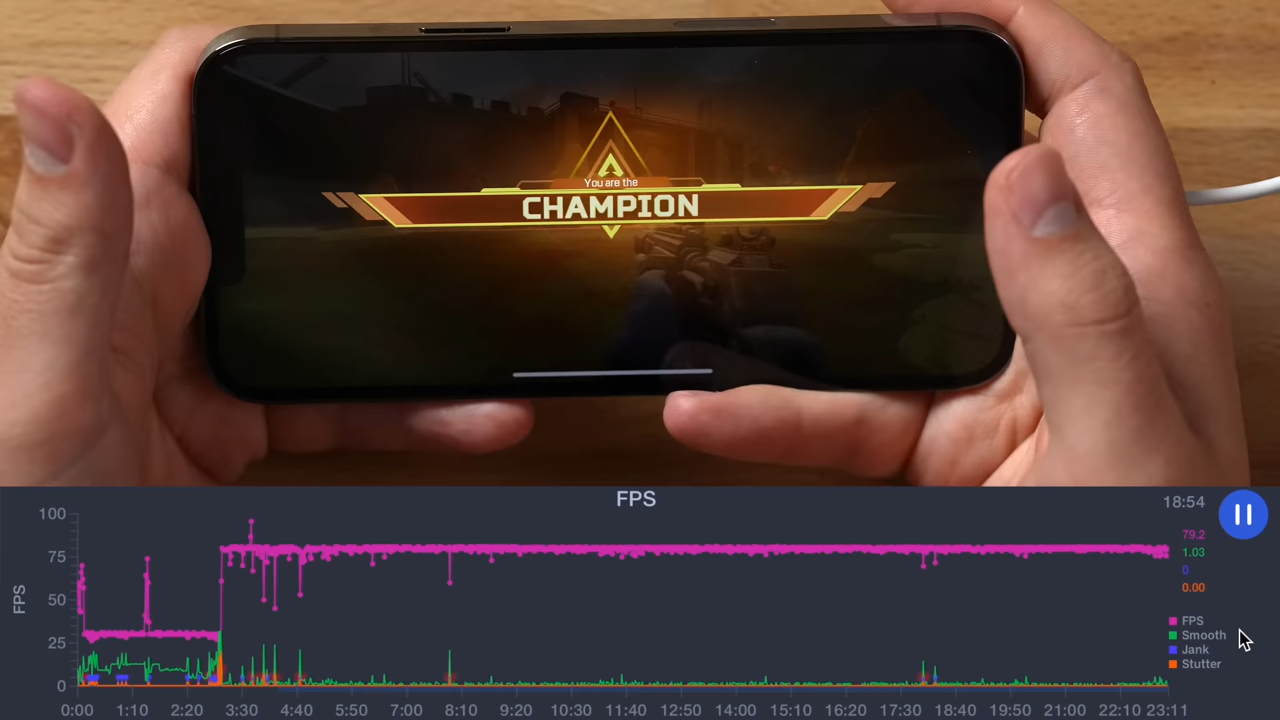 You are the
CHAMPION
FPS
18:54
100
75
50
25
0
FPS
79.2
1.03
0
0.00
FPS
Smooth
Jank
Stutter
0:00 1:10 2:20 3:30 4:40 5:50 7:00 8:10 9:20 10:30 11:40 12:50 14:00 15:10 16:20 17:30 18:40 19:50 21:00 22:10 23:11